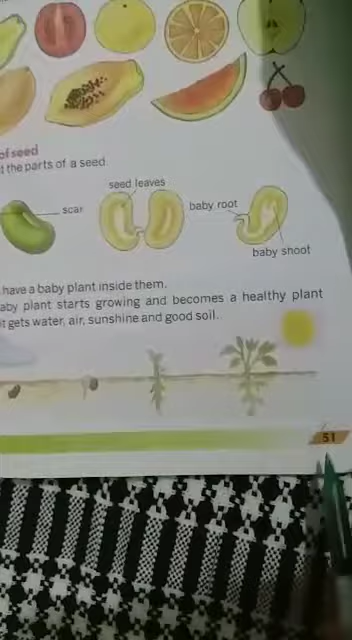 of seed
the parts of a seed.
seed leaves
scar
baby root
baby shoot
have a baby plant inside them.
aby plant starts growing and becomes a healthy plant
it gets water, air, sunshine and good soil.
51